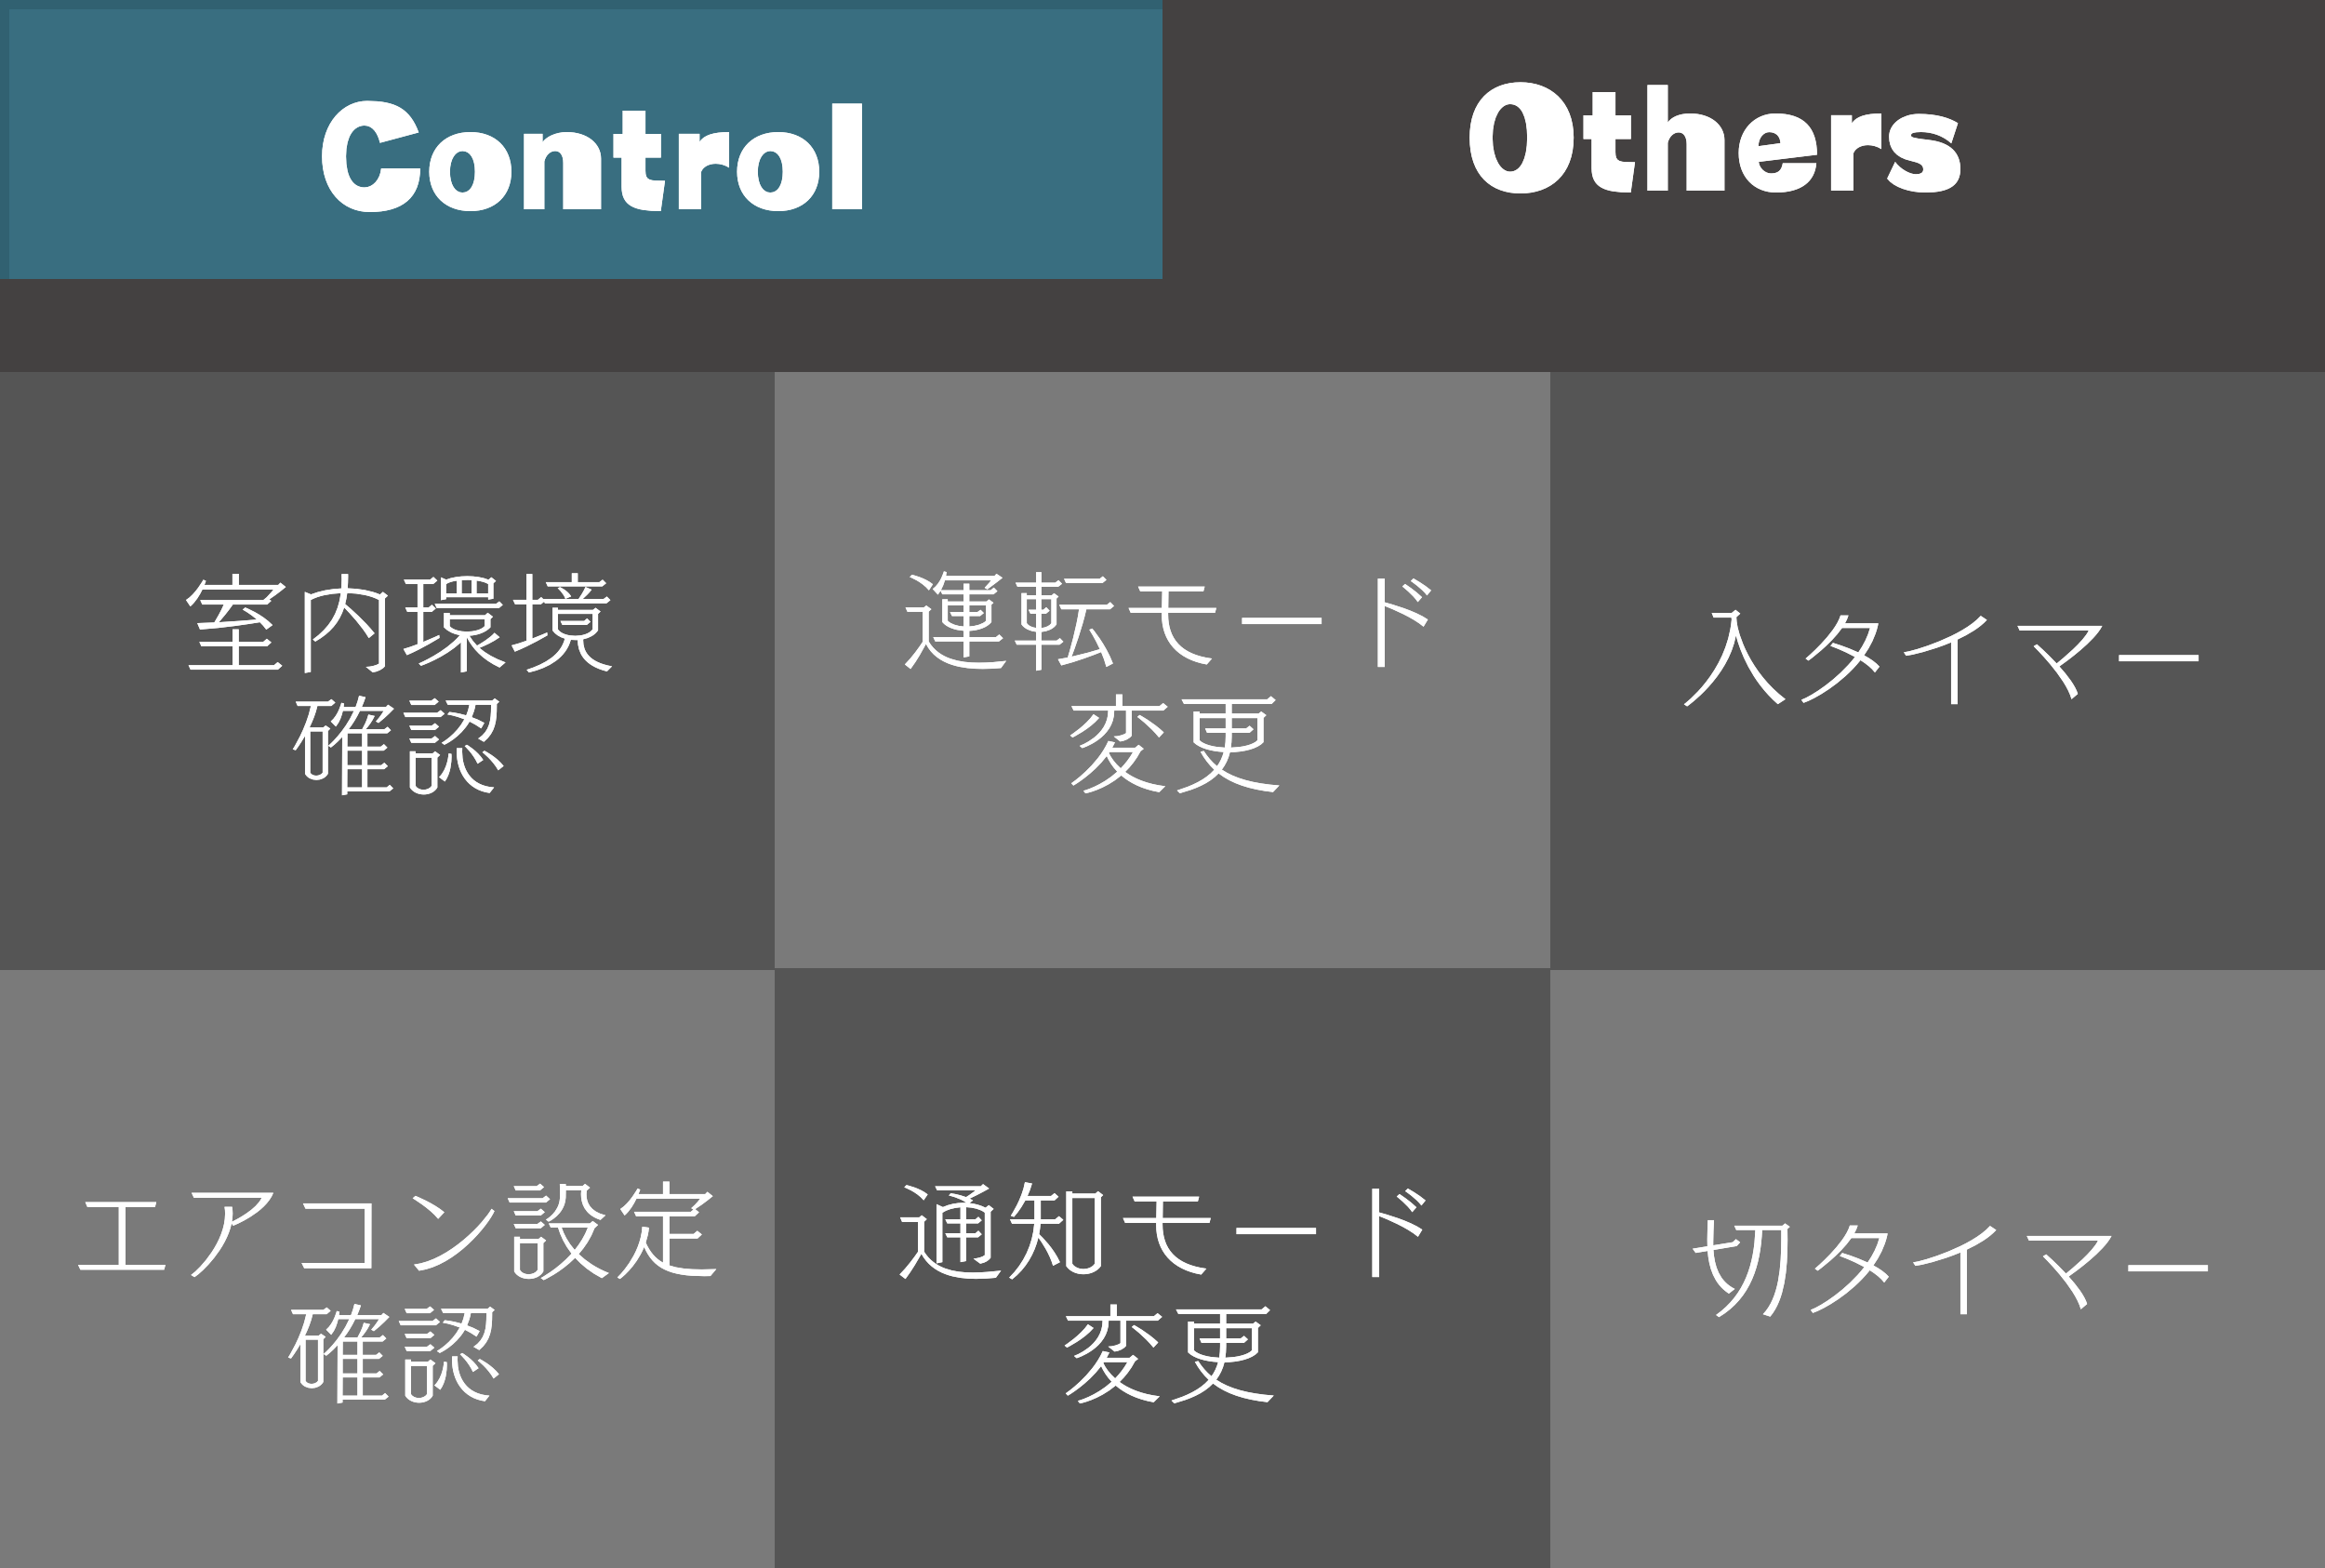 Control
Others
室内環境
確認
運転モード
変更
入タイマー
エアコン設定
確認
通知モード
変更
切タイマー